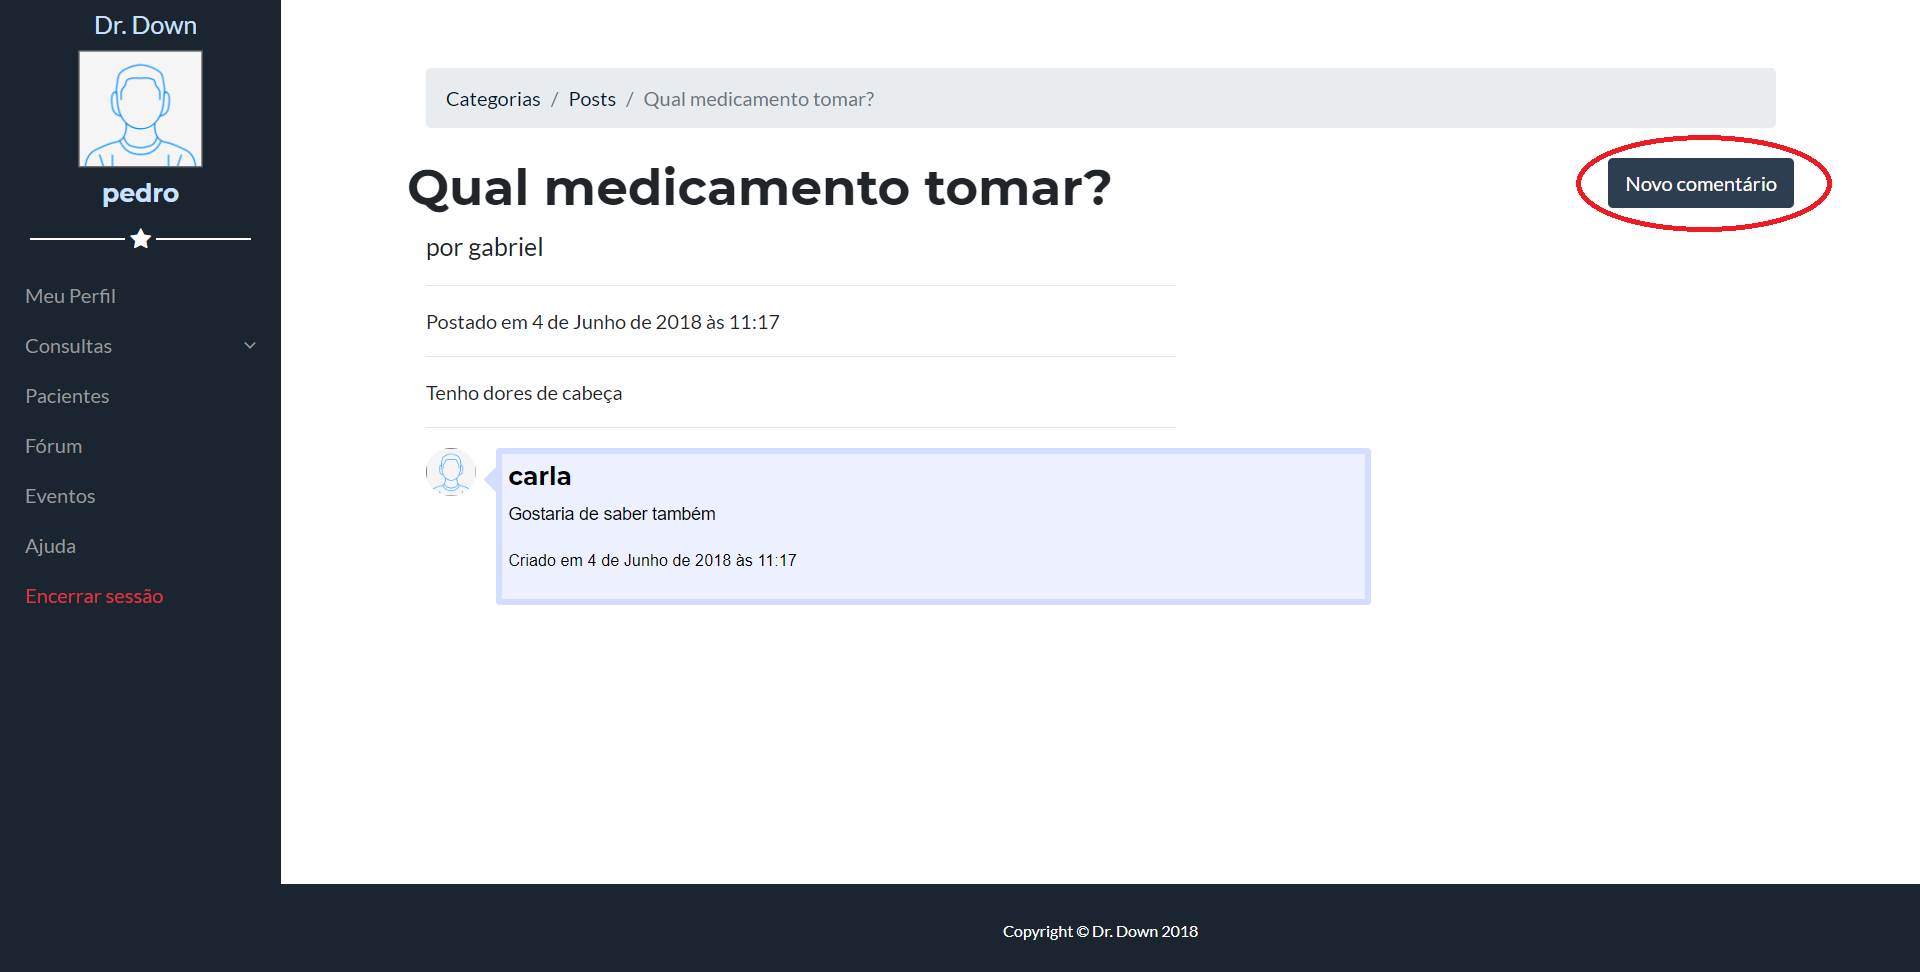 Dr. Down
pedro
Meu Perfil
Consultas
Pacientes
Fórum
Eventos
Ajuda
Encerrar sessão
Categorias / Posts / Qual medicamento tomar?
Qual medicamento tomar?
Novo comentário
por gabriel
Postado em 4 de Junho de 2018 às 11:17
Tenho dores de cabeça
carla
Gostaria de saber também
Criado em 4 de Junho de 2018 às 11:17
Copyright © Dr. Down 2018